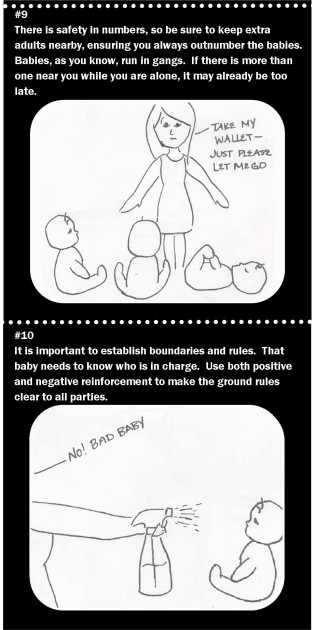 #9
There is safety in numbers, so be sure to keep extra
adults nearby, ensuring you always outnumber the babies.
Babies, as you know, run in gangs.  If there is more than
one near you while you are alone, it may already be too
late.
TAKE MY
WALLET—
JUST PLEASE
LET ME GO
#10
It is important to establish boundaries and rules.  That
baby needs to know who is in charge.  Use both positive
and negative reinforcement to make the ground rules
clear to all parties.
NO! BAD BABY